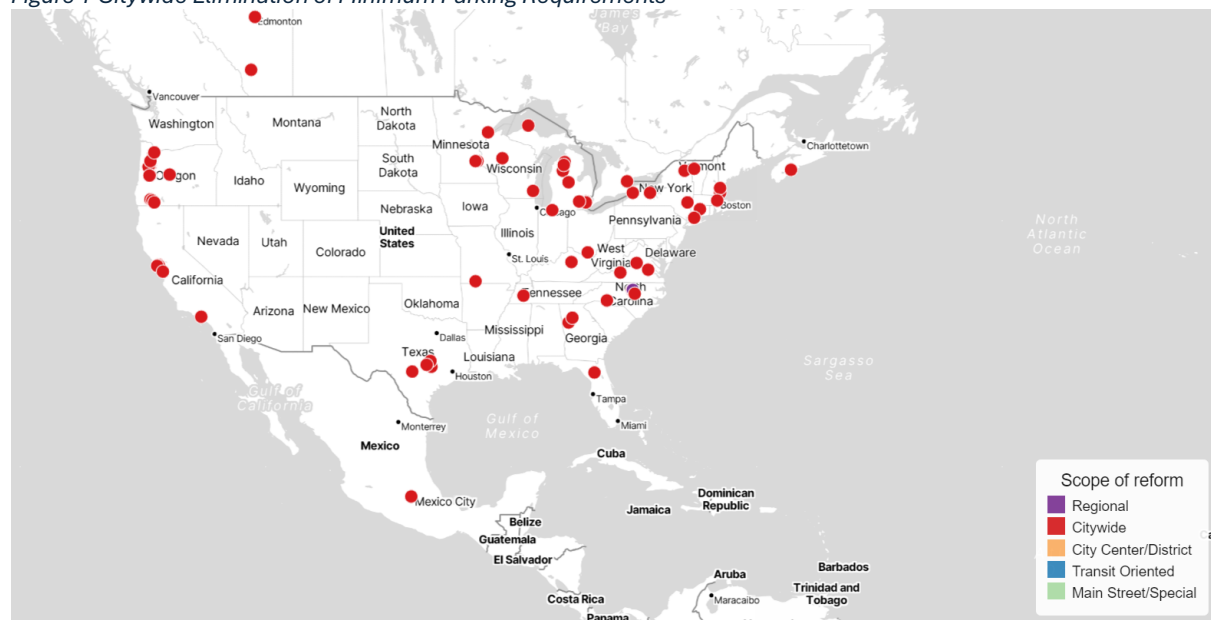 Figure 1 Citywide Elimination of Minimum Parking Requirements
James
Bay
Edmonton
Vancouver
Washington
Montana
North
Dakota
Minnesota
Charlottetown
Vermont
Oregon
Idaho
South
Dakota
Wisconsin
Wyoming
New York
Boston
Nebraska
Iowa
Chicago
Pennsylvania
North
Atlantic
Ocean
Nevada
Utah
Colorado
United
States
Illinois
St. Louis
West
Virginia
Delaware
California
Arizona
New Mexico
Oklahoma
Tennessee
North
Carolina
San Diego
Dallas
Mississippi
Georgia
Texas
Louisiana
Houston
Sargasso
Sea
Gulf of
California
Tampa
Miami
Gulf of
Mexico
Monterrey
Mexico
Cuba
Mexico City
Dominican
Republic
Jamaica
Belize
Guatemala
El Salvador
Costa Rica
Panama
Aruba
Maracaibo
Barbados
Trinidad and
Tobago
Scope of reform
Regional
Citywide
City Center/District
Transit Oriented
Main Street/Special